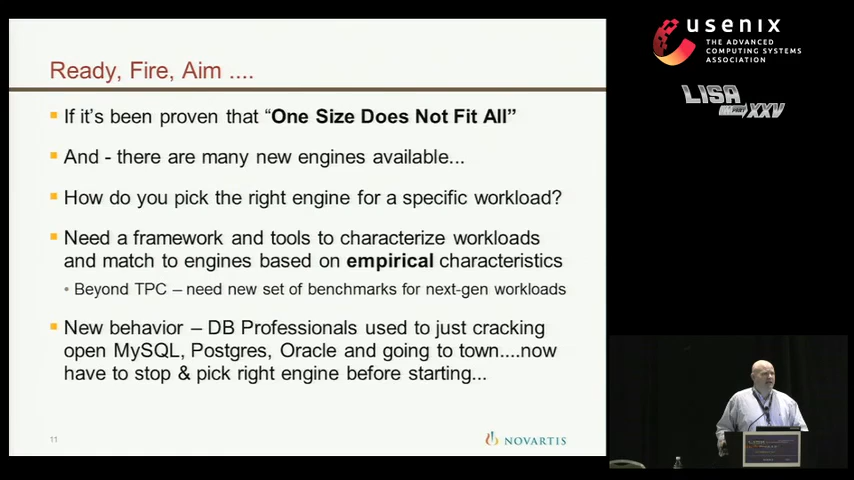 Ready, Fire, Aim ....
▪ If it's been proven that “One Size Does Not Fit All”
▪ And - there are many new engines available...
▪ How do you pick the right engine for a specific workload?
▪ Need a framework and tools to characterize workloads
and match to engines based on empirical characteristics
• Beyond TPC – need new set of benchmarks for next-gen workloads
▪ New behavior – DB Professionals used to just cracking
open MySQL, Postgres, Oracle and going to town....now
have to stop & pick right engine before starting...
11
NOVARTIS
usenix
THE ADVANCED
COMPUTING SYSTEMS
ASSOCIATION
LISA
XXV